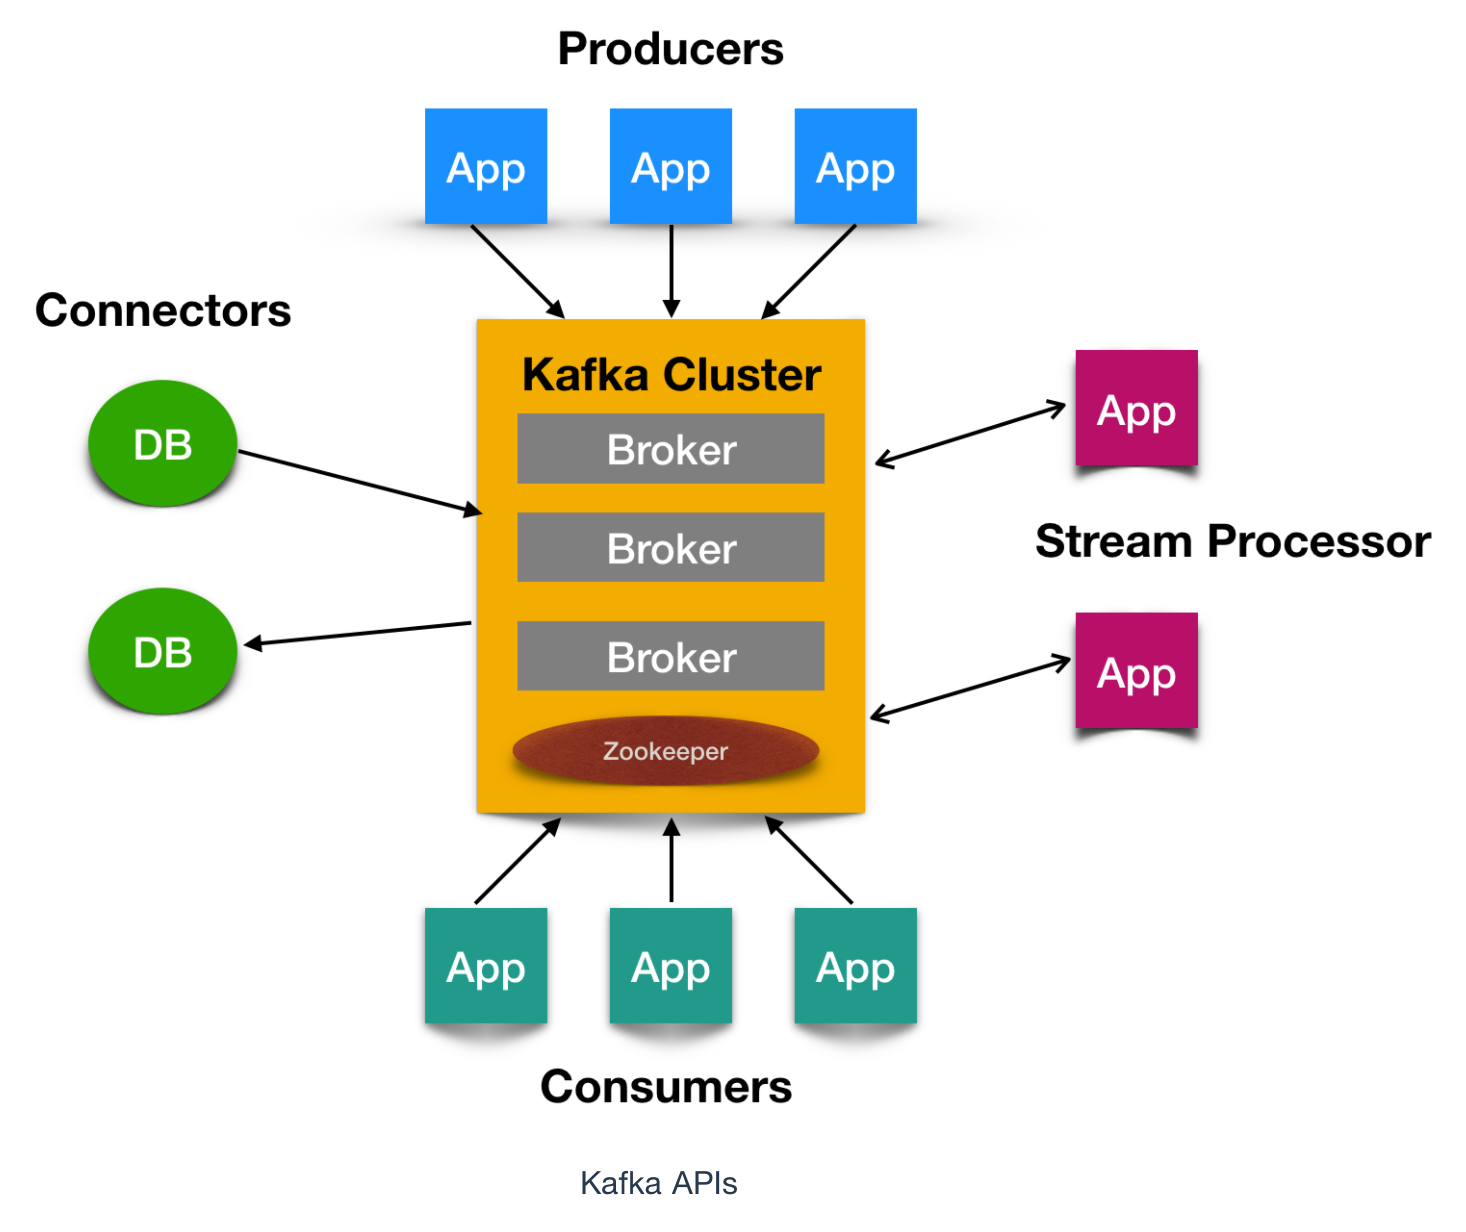 Producers
App
App
App
Connectors
Kafka Cluster
DB
Broker
App
Broker
Stream Processor
DB
Broker
App
Zookeeper
App
App
App
Consumers
Kafka APIs